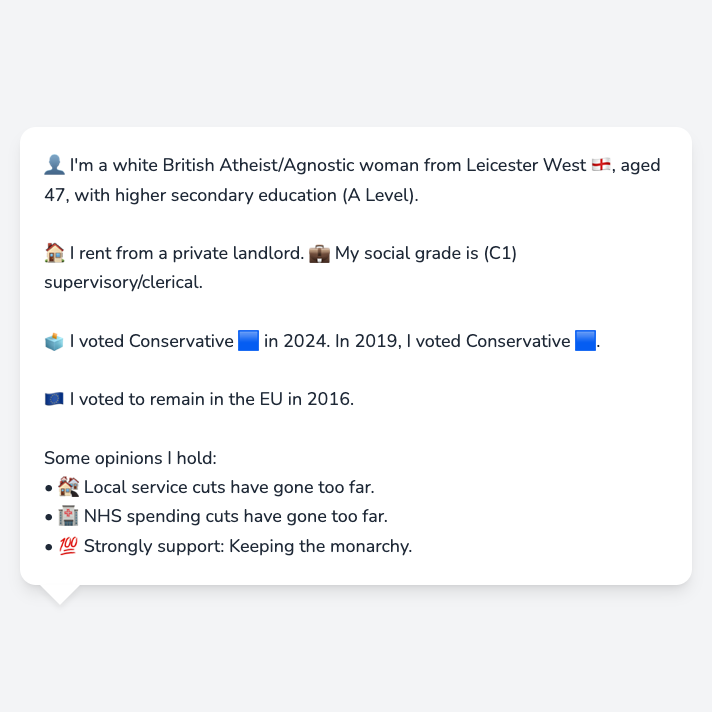 👤 I'm a white British Atheist/Agnostic woman from Leicester West 🏴󠁧󠁢󠁥󠁮󠁧󠁿, aged
47, with higher secondary education (A Level).
🏠 I rent from a private landlord. 💼 My social grade is (C1)
supervisory/clerical.
🗳️ I voted Conservative 🟦 in 2024. In 2019, I voted Conservative 🟦.
🇪🇺 I voted to remain in the EU in 2016.
Some opinions I hold:
• 🏚️ Local service cuts have gone too far.
• 🏥 NHS spending cuts have gone too far.
• 💯 Strongly support: Keeping the monarchy.